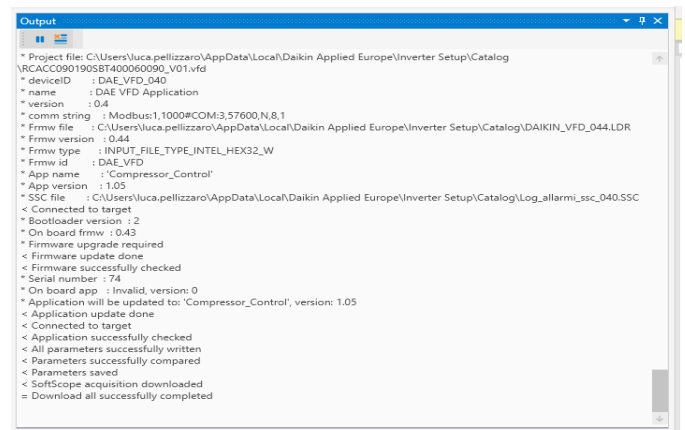 Output
* Project file: C:\Users\luca.pellizzaro\AppData\Local\Daikin Applied Europe\Inverter Setup\Catalog
\RCACC090190SBT400060090_V01.vfd
* deviceID : DAE_VFD_040
* name : DAE VFD Application
* version : 0.4
* comm string : Modbus:1,1000#COM:3,57600,N,8,1
* Frmw file : C:\Users\luca.pellizzaro\AppData\Local\Daikin Applied Europe\Inverter Setup\Catalog\DAIKIN_VFD_044.LDR
* Frmw version : 0.44
* Frmw type : INPUT_FILE_TYPE_INTEL_HEX32_W
* Frmw id : DAE_VFD
* App name : 'Compressor_Control'
* App version : 1.05
* SSC file : C:\Users\luca.pellizzaro\AppData\Local\Daikin Applied Europe\Inverter Setup\Catalog\Log_allarmi_ssc_040.SSC
< Connected to target
* Bootloader version : 2
* On board frmw : 0.43
* Firmware upgrade required
< Firmware update done
< Firmware successfully checked
* Serial number : 74
* On board app : Invalid, version: 0
* Application will be updated to: 'Compressor_Control', version: 1.05
< Application update done
< Connected to target
< Application successfully checked
< All parameters successfully written
< Parameters successfully compared
< Parameters saved
< SoftScope acquisition downloaded
= Download all successfully completed